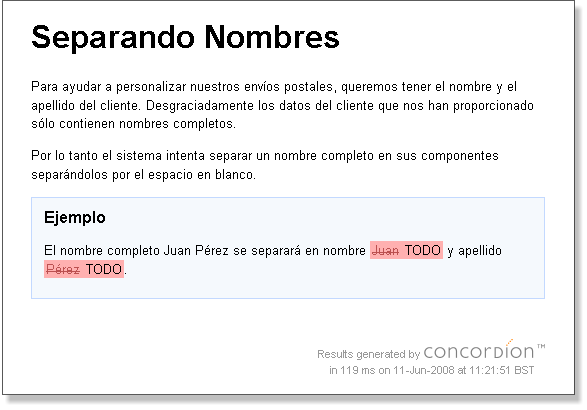 Separando Nombres
Para ayudar a personalizar nuestros envíos postales, queremos tener el nombre y el
apellido del cliente. Desgraciadamente los datos del cliente que nos han proporcionado
sólo contienen nombres completos.
Por lo tanto el sistema intenta separar un nombre completo en sus componentes
separándolos por el espacio en blanco.
Ejemplo
El nombre completo Juan Pérez se separará en nombre Juan TODO y apellido
Pérez TODO.
Results generated by concordion™
in 119 ms on 11-Jun-2008 at 11:21:51 BST